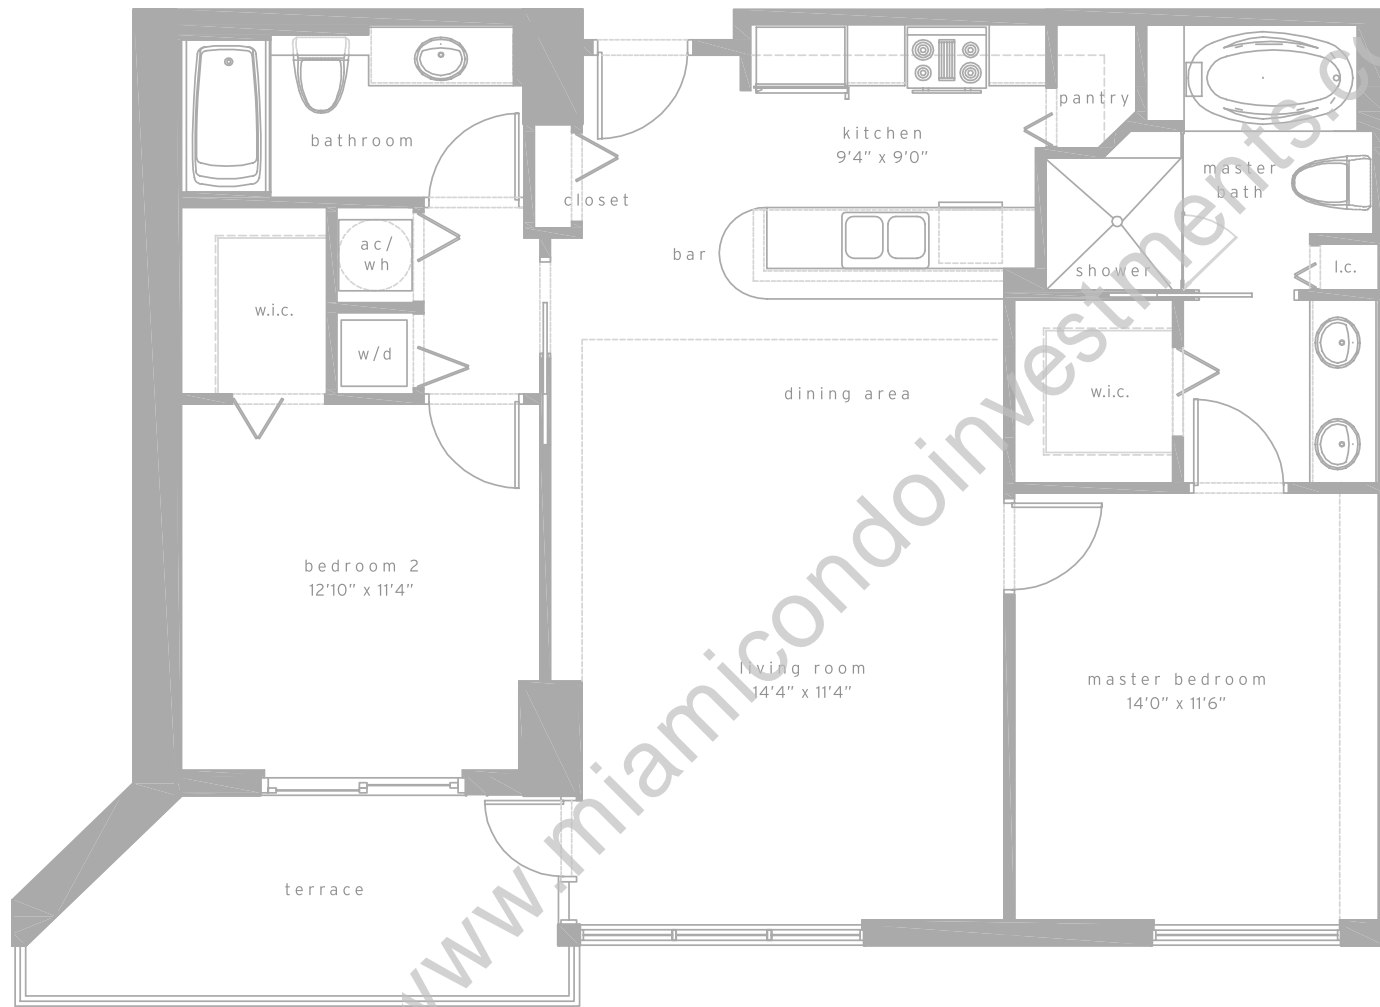 bathroom
kitchen
9'4" x 9'0"
pantry
master
bath
closet
ac/
wh
bar
shower
l.c.
w.i.c.
w/d
dining area
w.i.c.
bedroom 2
12'10" x 11'4"
living room
14'4" x 11'4"
master bedroom
14'0" x 11'6"
terrace
www.miamicondoinvestments.co